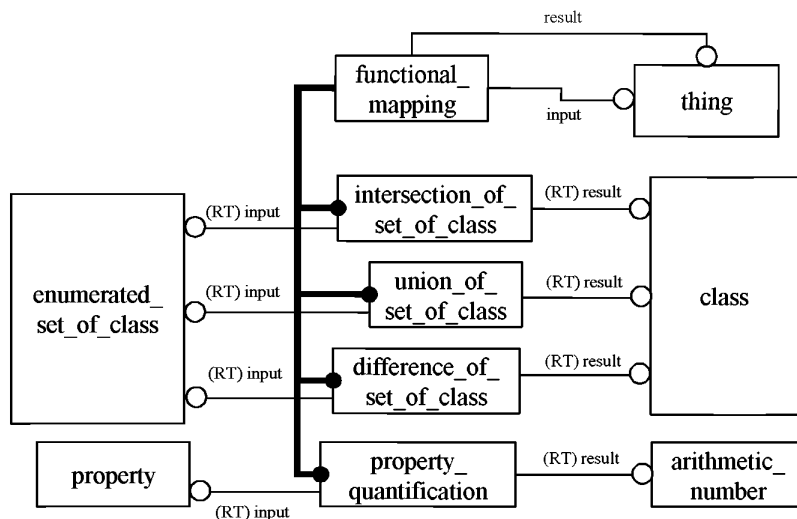 result
functional_
mapping
thing
input
intersection_of_
set_of_class
(RT) input
(RT) result
enumerated_
set_of_class
(RT) input
union_of_
set_of_class
(RT) result
class
(RT) input
difference_of_
set_of_class
(RT) result
property
property_
quantification
(RT) result
arithmetic_
number
(RT) input